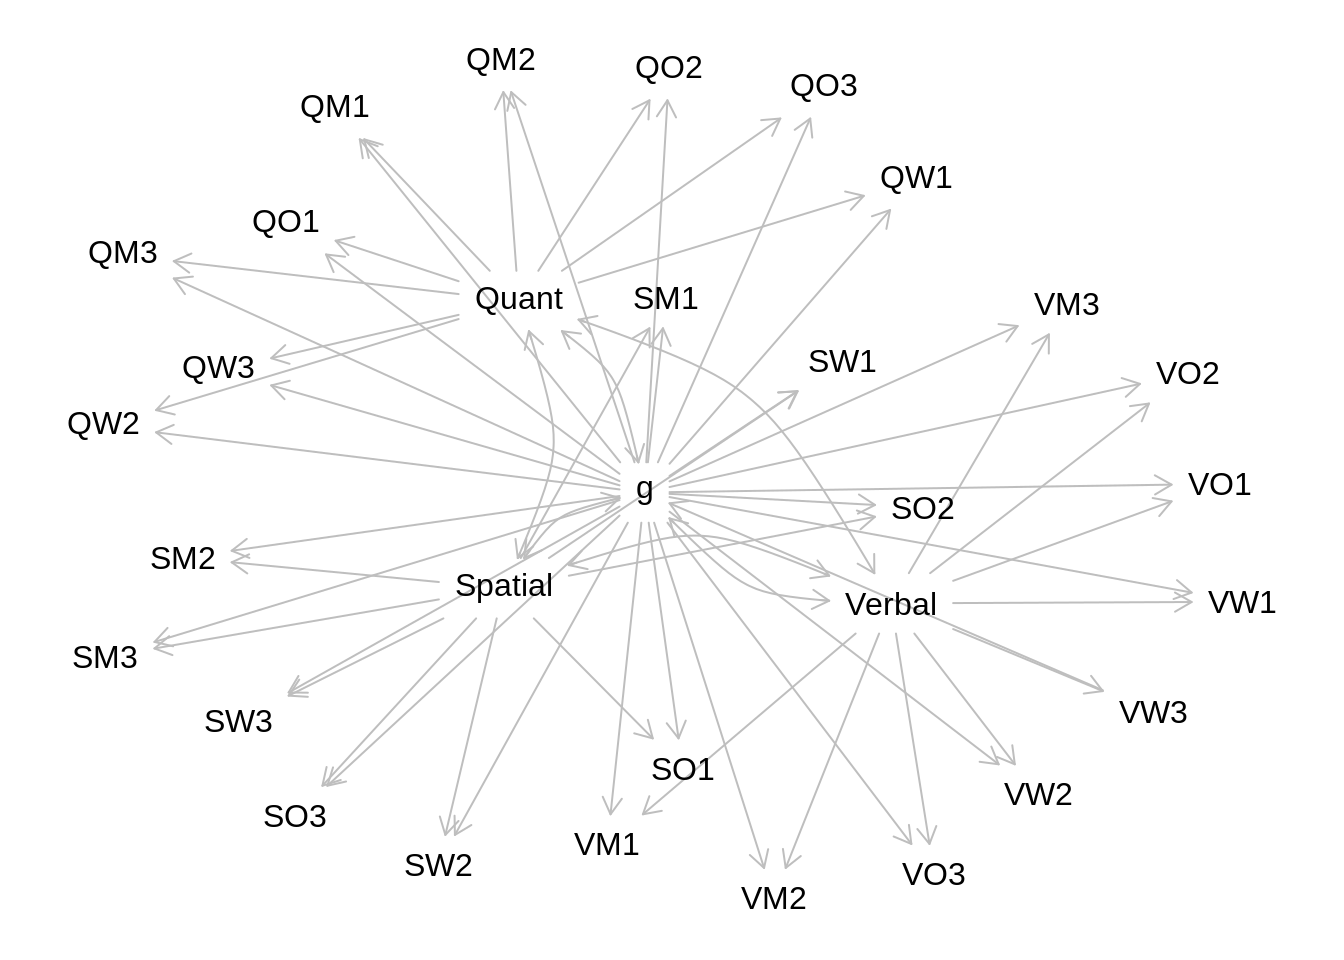 QM2
QO2
QO3
QM1
QW1
QO1
QM3
Quant
SM1
VM3
SW1
QW3
VO2
QW2
g
VO1
SO2
SM2
Spatial
Verbal
VW1
SM3
VW3
SW3
SO1
VW2
SO3
VM1
SW2
VO3
VM2